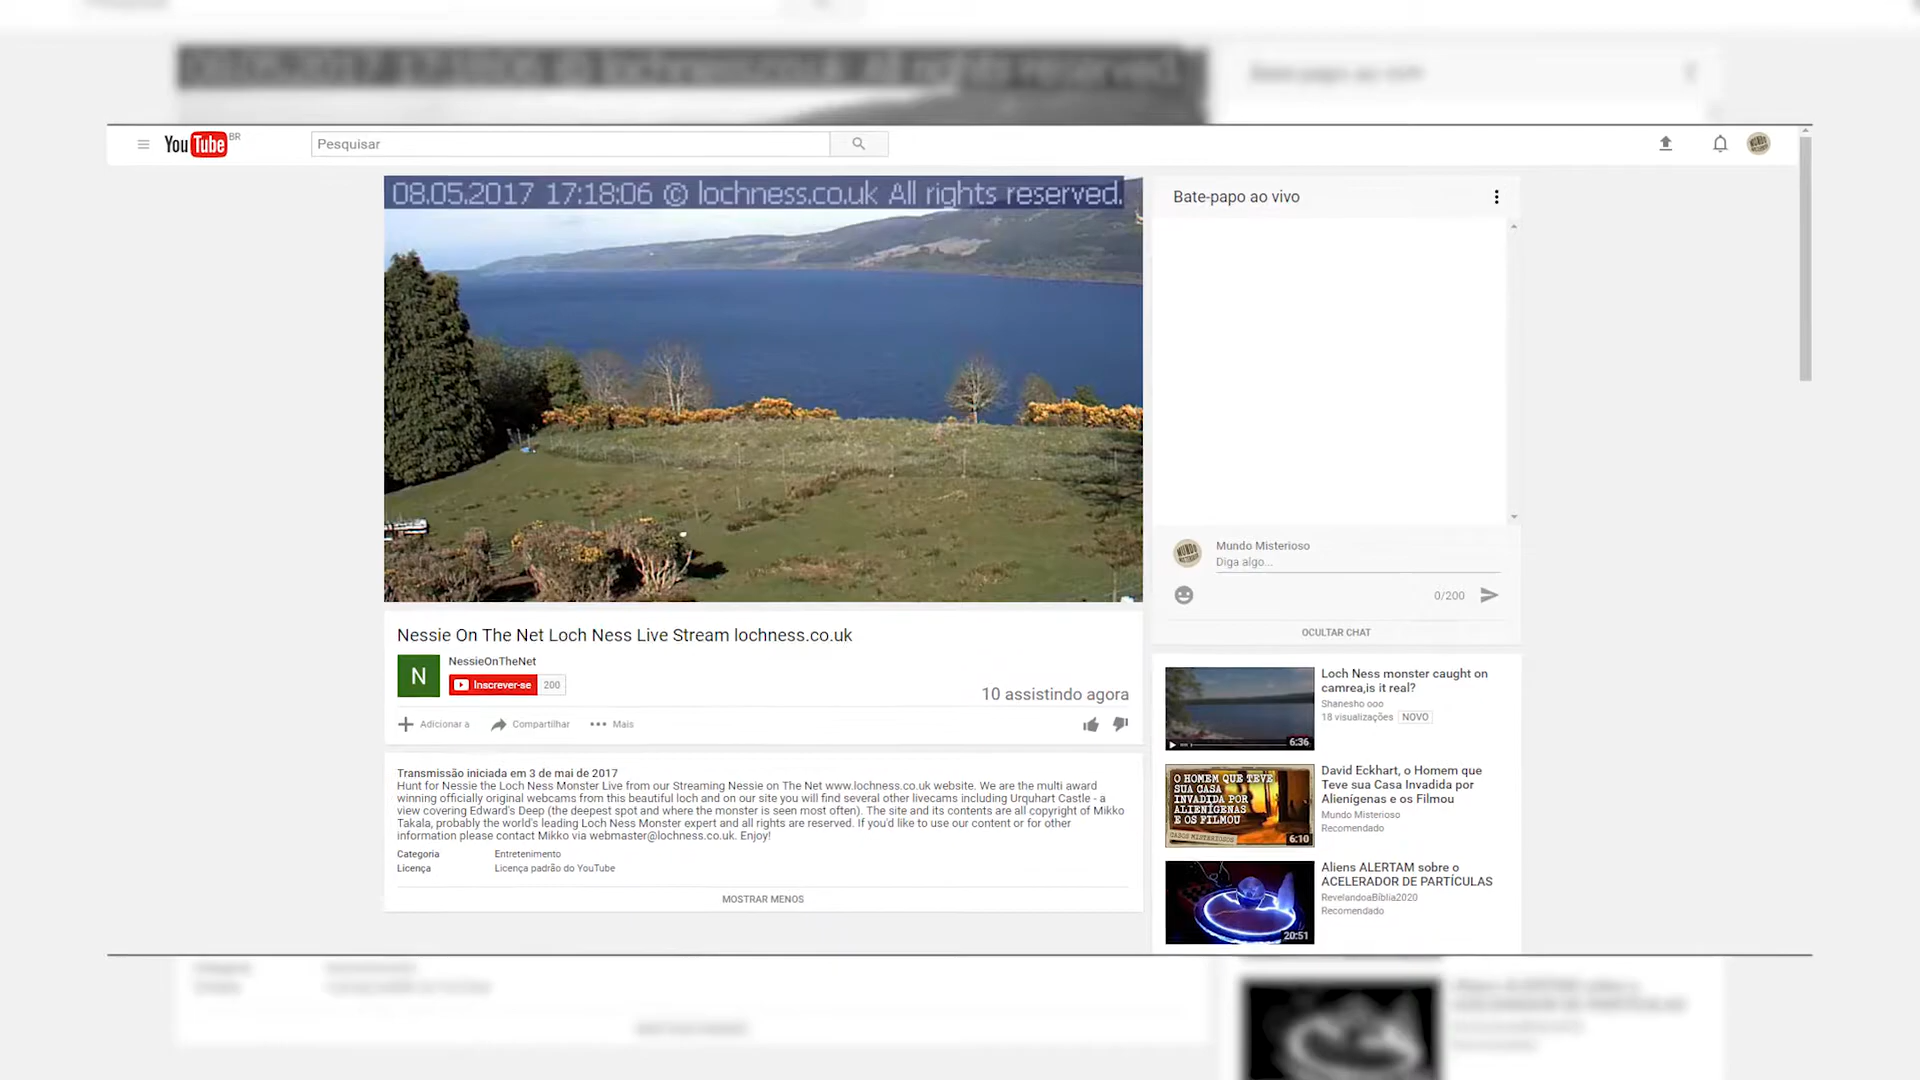 YouTube BR
Pesquisar
08.05.2017 17:18:06 © lochness.co.uk All rights reserved.
Bate-papo ao vivo
Mundo Misterioso
Diga algo...
0/200
OCULTAR CHAT
Nessie On The Net Loch Ness Live Stream lochness.co.uk
N
NessieOnTheNet
Inscrever-se 200
10 assistindo agora
Adicionar a Compartilhar Mais
Transmissão iniciada em 3 de mai de 2017
Hunt for Nessie the Loch Ness Monster Live from our Streaming Nessie on The Net www.lochness.co.uk website. We are the multi award
winning officially original webcams from this beautiful loch and on our site you will find several other livecams including Urquhart Castle - a
view covering Edward's Deep (the deepest spot and where the monster is seen most often). The site and its contents are all copyright of Mikko
Takala, probably the world's leading Loch Ness Monster expert and all rights are reserved. If you'd like to use our content or for other
information please contact Mikko via webmaster@lochness.co.uk. Enjoy!
Categoria Entretenimento
Licença Licença padrão do YouTube
MOSTRAR MENOS
6:36
Loch Ness monster caught on
camrea,is it real?
Shanesho ooo
18 visualizações NOVO
O HOMEM QUE TEVE
SUA CASA
INVADIDA POR
ALIENÍGENAS
E OS FILMOU
CASOS MISTERIOSOS
6:10
David Eckhart, o Homem que
Teve sua Casa Invadida por
Alienígenas e os Filmou
Mundo Misterioso
Recomendado
20:51
Aliens ALERTAM sobre o
ACELERADOR DE PARTÍCULAS
RevelandoaBíblia2020
Recomendado